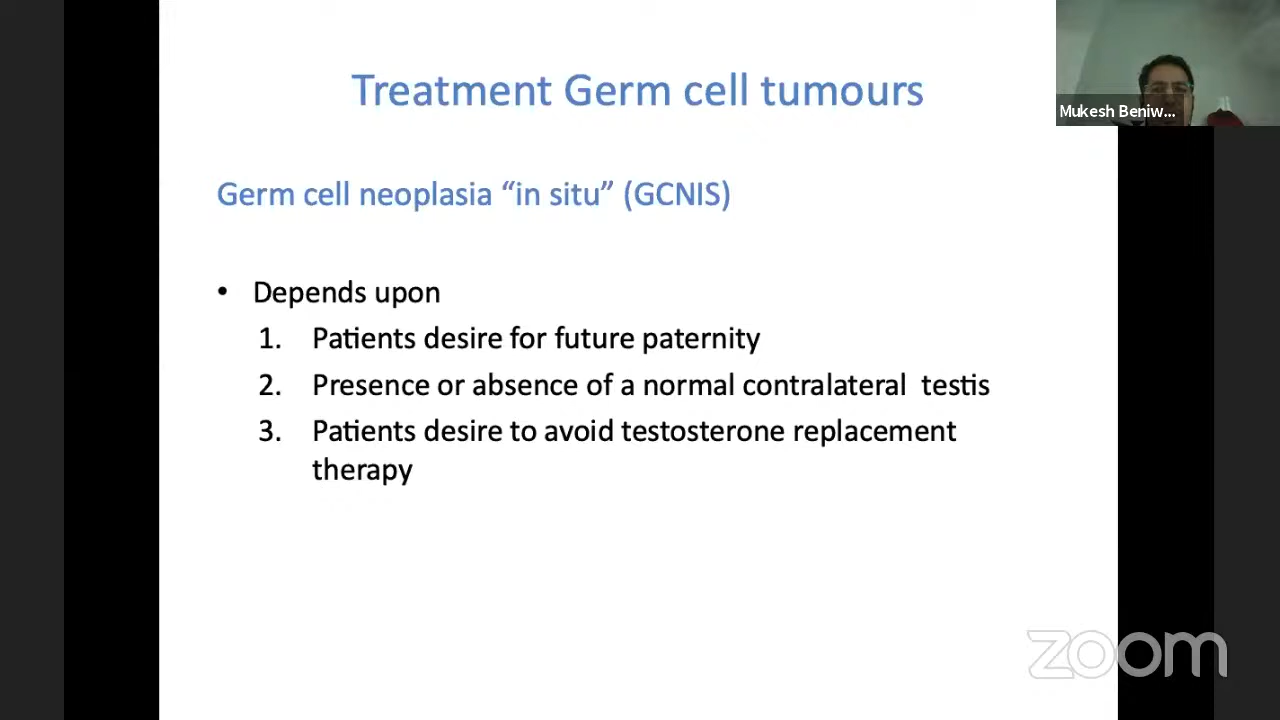 Treatment Germ cell tumours
Mukesh Beniw...
Germ cell neoplasia “in situ” (GCNIS)
• Depends upon
1. Patients desire for future paternity
2. Presence or absence of a normal contralateral testis
3. Patients desire to avoid testosterone replacement
therapy
zoom